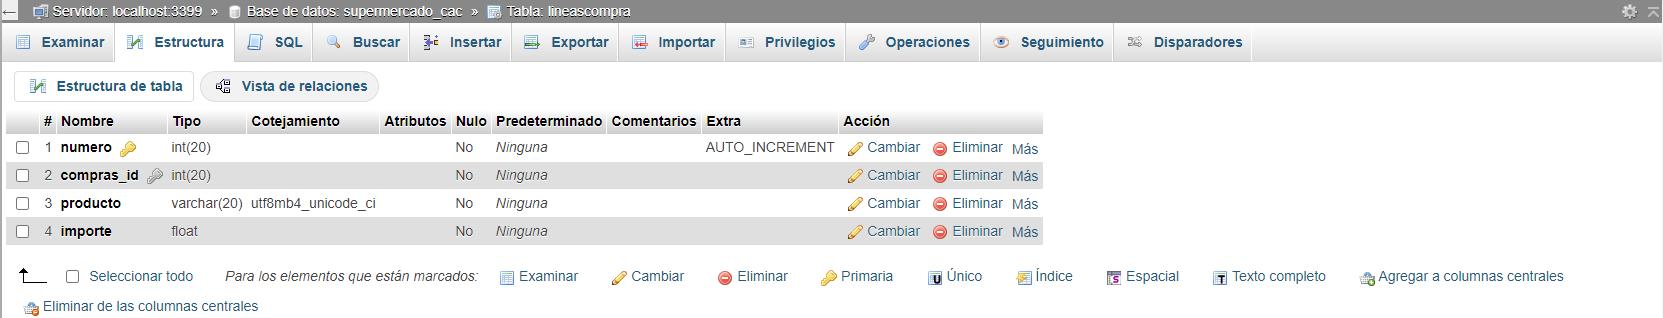 Servidor: localhost:3399 » Base de datos: supermercado_cac » Tabla: lineascompra
Examinar Estructura SQL Buscar Insertar Exportar Importar Privilegios Operaciones Seguimiento Disparadores
Estructura de tabla Vista de relaciones
# Nombre Tipo Cotejamiento Atributos Nulo Predeterminado Comentarios Extra Acción
1 numero int(20) No Ninguna AUTO_INCREMENT Cambiar Eliminar Más
2 compras_id int(20) No Ninguna Cambiar Eliminar Más
3 producto varchar(20) utf8mb4_unicode_ci No Ninguna Cambiar Eliminar Más
4 importe float No Ninguna Cambiar Eliminar Más
Seleccionar todo Para los elementos que están marcados: Examinar Cambiar Eliminar Primaria Único Índice Espacial Texto completo Agregar a columnas centrales
Eliminar de las columnas centrales